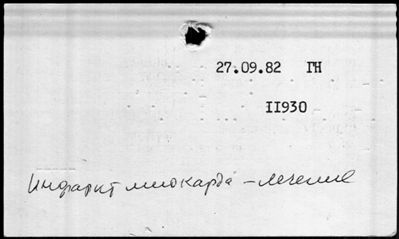 27.09.82 ГН
II930
Инфаркт миокарда – лечение